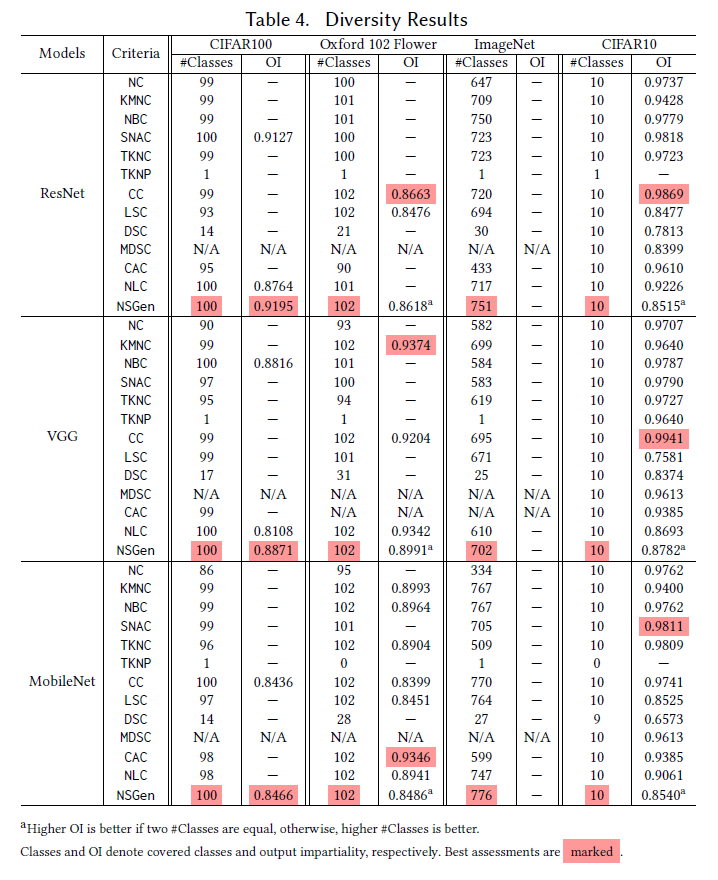 Table 4. Diversity Results
Models Criteria CIFAR100 Oxford 102 Flower ImageNet CIFAR10
#Classes OI #Classes OI #Classes OI #Classes OI
NC 99 — 100 — 647 — 10 0.9737
KMNC 99 — 101 — 709 — 10 0.9428
NBC 99 — 101 — 750 — 10 0.9779
SNAC 100 0.9127 100 — 723 — 10 0.9818
TKNC 99 — 100 — 723 — 10 0.9723
TKNP 1 — 1 — 1 — 1 —
ResNet CC 99 — 102 0.8663 720 — 10 0.9869
LSC 93 — 102 0.8476 694 — 10 0.8477
DSC 14 — 21 — 30 — 10 0.7813
MDSC N/A N/A N/A N/A N/A N/A 10 0.8399
CAC 95 — 90 — 433 — 10 0.9610
NLC 100 0.8764 101 — 717 — 10 0.9226
NSGen 100 0.9195 102 0.8618a 751 — 10 0.8515a
NC 90 — 93 — 582 — 10 0.9707
KMNC 99 — 102 0.9374 699 — 10 0.9640
NBC 100 0.8816 101 — 584 — 10 0.9787
SNAC 97 — 100 — 583 — 10 0.9790
TKNC 95 — 94 — 619 — 10 0.9727
TKNP 1 — 1 — 1 — 10 0.9640
VGG CC 99 — 102 0.9204 695 — 10 0.9941
LSC 99 — 101 — 671 — 10 0.7581
DSC 17 — 31 — 25 — 10 0.8374
MDSC N/A N/A N/A N/A N/A N/A 10 0.9613
CAC 99 — N/A N/A N/A N/A 10 0.9385
NLC 100 0.8108 102 0.9342 610 — 10 0.8693
NSGen 100 0.8871 102 0.8991a 702 — 10 0.8782a
NC 86 — 95 — 334 — 10 0.9762
KMNC 99 — 102 0.8993 767 — 10 0.9400
NBC 99 — 102 0.8964 767 — 10 0.9762
SNAC 99 — 101 — 705 — 10 0.9811
TKNC 96 — 102 0.8904 509 — 10 0.9809
TKNP 1 — 0 — 1 — 0 —
MobileNet CC 100 0.8436 102 0.8399 770 — 10 0.9741
LSC 97 — 102 0.8451 764 — 10 0.8525
DSC 14 — 28 — 27 — 9 0.6573
MDSC N/A N/A N/A N/A N/A N/A 10 0.9613
CAC 98 — 102 0.9346 599 — 10 0.9385
NLC 98 — 102 0.8941 747 — 10 0.9061
NSGen 100 0.8466 102 0.8486a 776 — 10 0.8540a
aHigher OI is better if two #Classes are equal, otherwise, higher #Classes is better.
Classes and OI denote covered classes and output impartiality, respectively. Best assessments are marked.